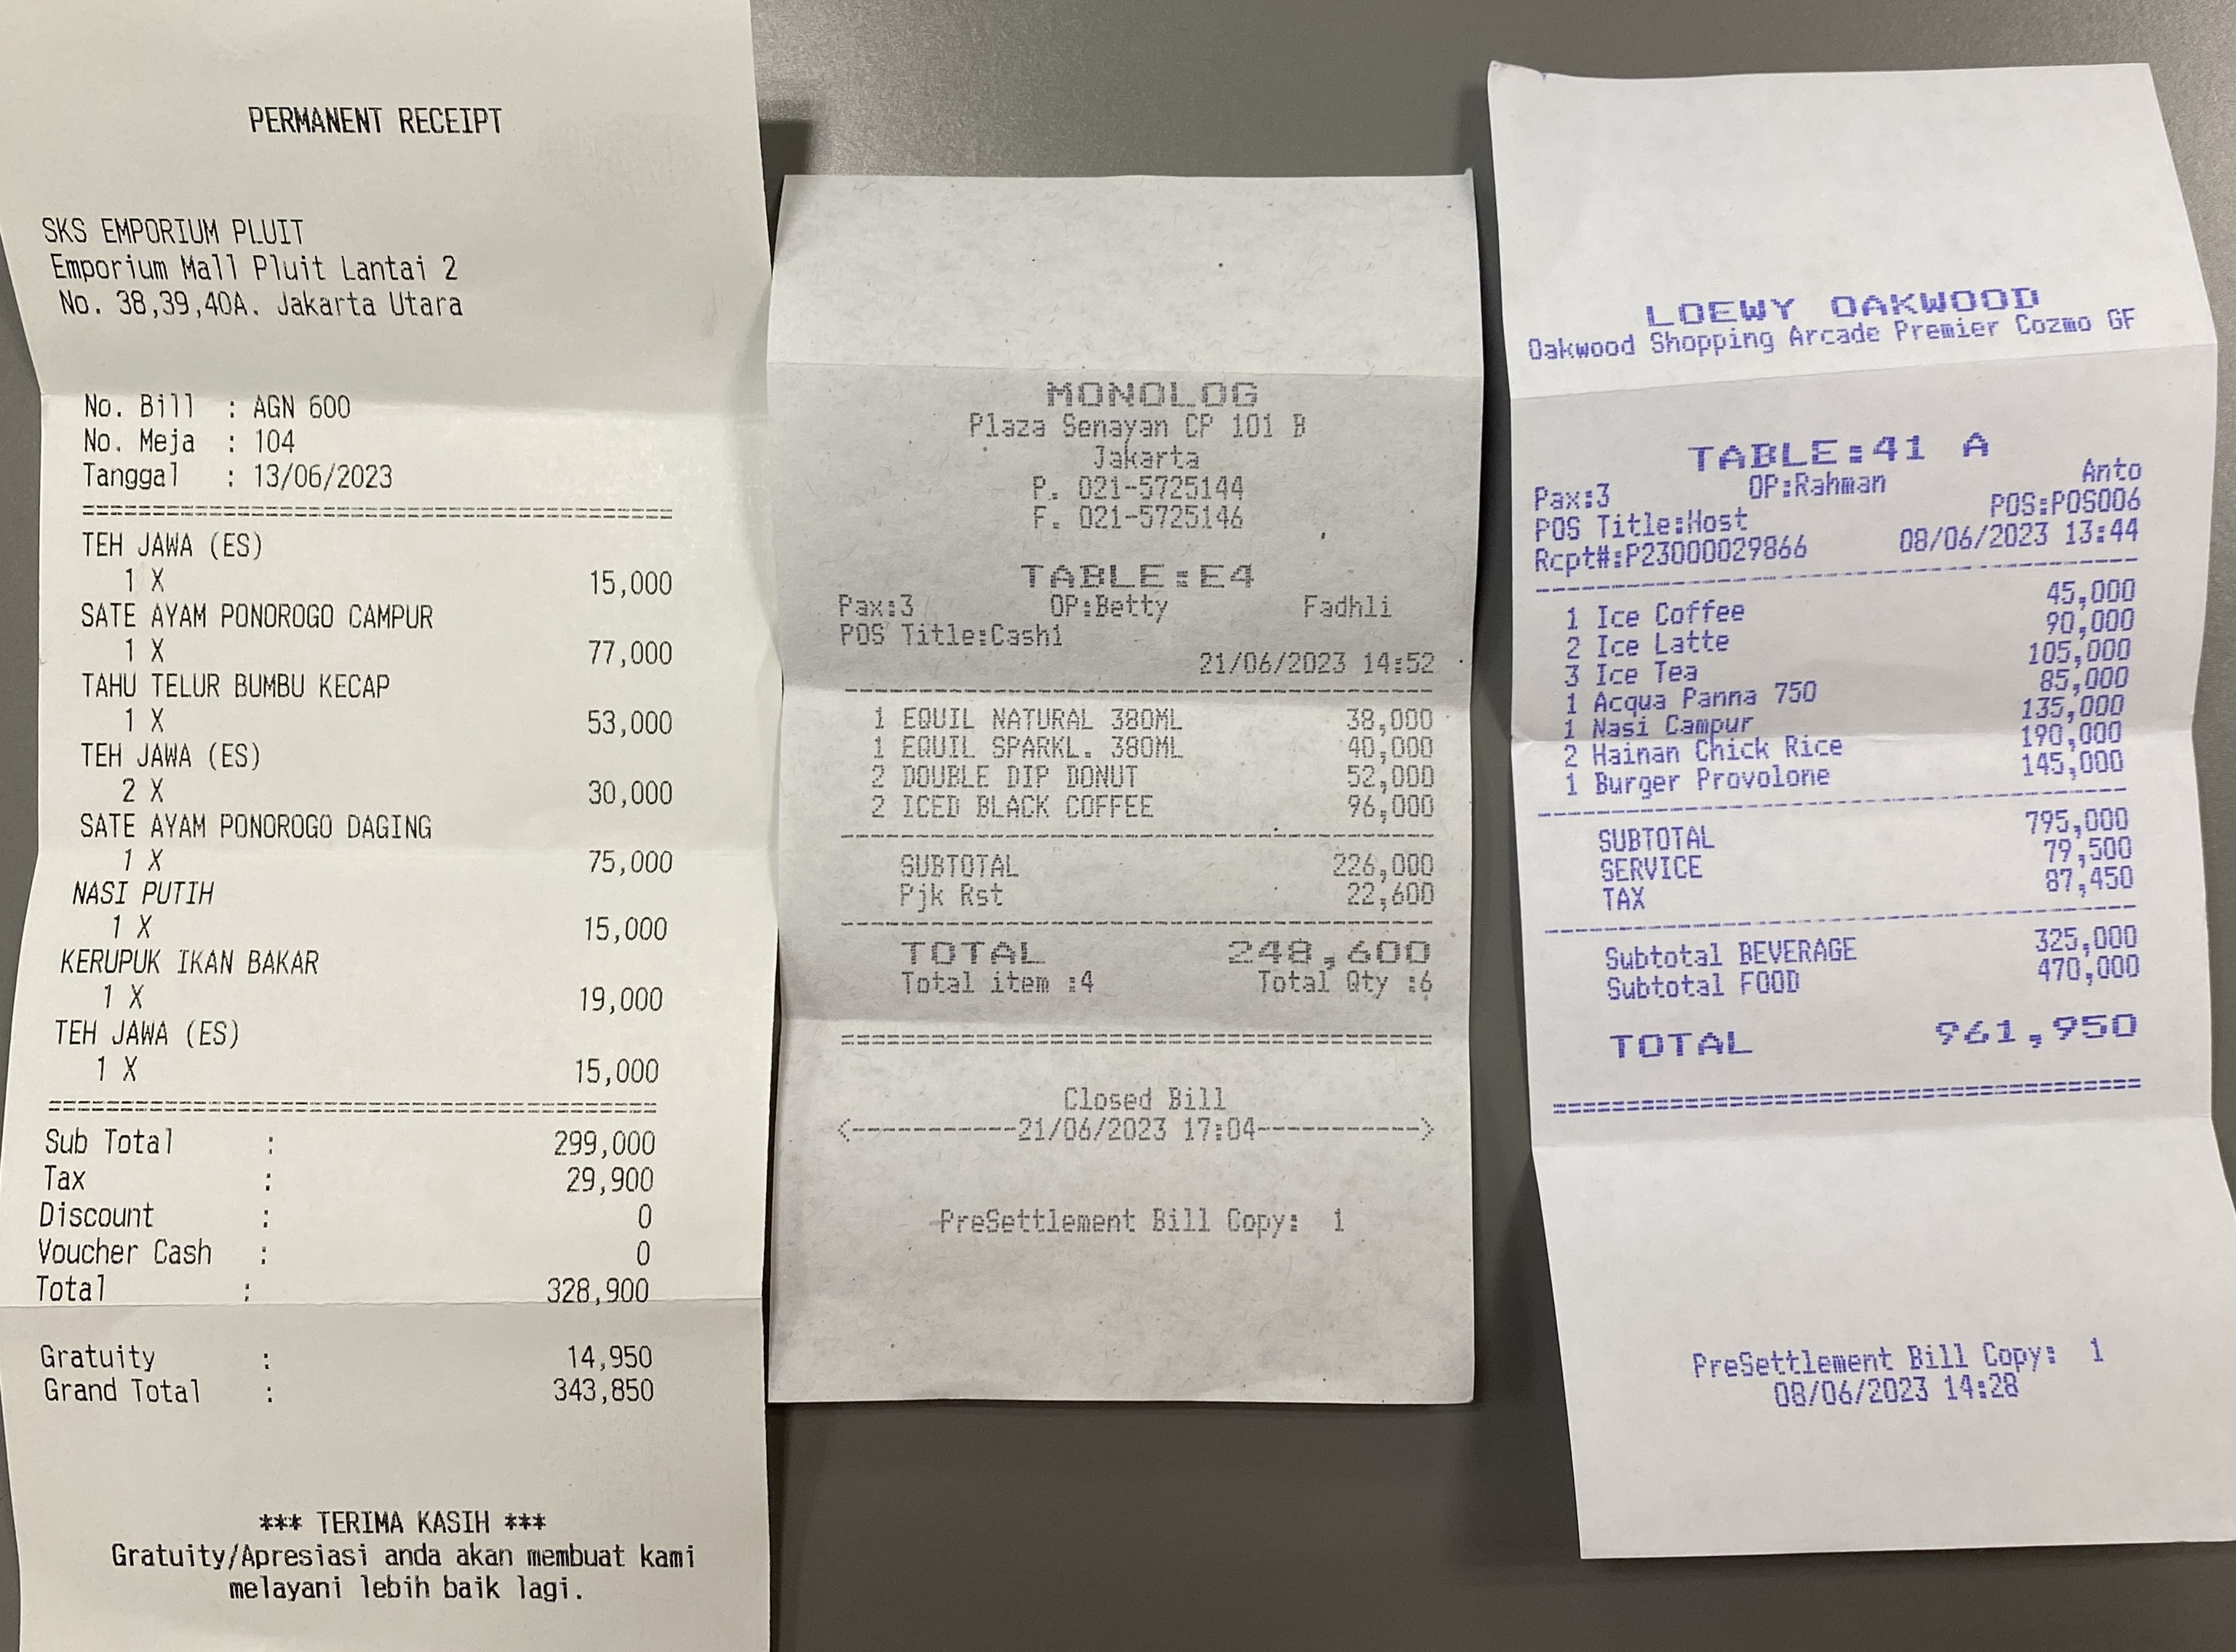 PERMANENT RECEIPT
SKS EMPORIUM PLUIT
Emporium Mall Pluit Lantai 2
No. 38,39,40A. Jakarta Utara
No. Bill : AGN 600
No. Meja : 104
Tanggal : 13/06/2023
TEH JAWA (ES)
1 X 15,000
SATE AYAM PONOROGO CAMPUR
1 X 77,000
TAHU TELUR BUMBU KECAP
1 X 53,000
TEH JAWA (ES)
2 X 30,000
SATE AYAM PONOROGO DAGING
1 X 75,000
NASI PUTIH
1 X 15,000
KERUPUK IKAN BAKAR
1 X 19,000
TEH JAWA (ES)
1 X 15,000
Sub Total : 299,000
Tax : 29,900
Discount : 0
Voucher Cash : 0
Total : 328,900
Gratuity : 14,950
Grand Total : 343,850
*** TERIMA KASIH ***
Gratuity/Apresiasi anda akan membuat kami
melayani lebih baik lagi.
MONOLOG
Plaza Senayan CP 101 B
Jakarta
P. 021-5725144
F. 021-5725146
TABLE:E4
Pax:3 OP:Betty Fadhli
POS Title:Cash1
21/06/2023 14:52
1 EQUIL NATURAL 380ML 38,000
1 EQUIL SPARKL. 380ML 40,000
2 DOUBLE DIP DONUT 52,000
2 ICED BLACK COFFEE 96,000
SUBTOTAL 226,000
Pjk Rst 22,600
TOTAL 248,600
Total item :4 Total Qty :6
Closed Bill
<-----------21/06/2023 17:04----------->
PreSettlement Bill Copy: 1
LOEWY OAKWOOD
Oakwood Shopping Arcade Premier Cozmo GF
TABLE:41 A
Pax:3 OP:Rahman Anto
POS Title:Host POS:POS006
Rcpt#:P23000029866 08/06/2023 13:44
1 Ice Coffee 45,000
2 Ice Latte 90,000
3 Ice Tea 105,000
1 Acqua Panna 750 85,000
1 Nasi Campur 135,000
2 Hainan Chick Rice 190,000
1 Burger Provolone 145,000
SUBTOTAL 795,000
SERVICE 79,500
TAX 87,450
Subtotal BEVERAGE 325,000
Subtotal FOOD 470,000
TOTAL 961,950
PreSettlement Bill Copy: 1
08/06/2023 14:28